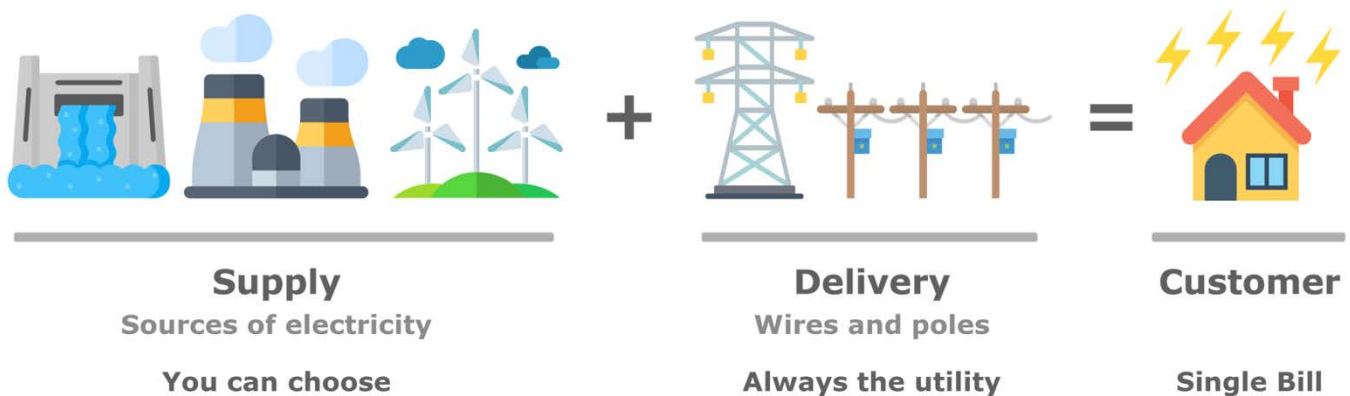 Supply
Sources of electricity
You can choose
Delivery
Wires and poles
Always the utility
Customer
Single Bill